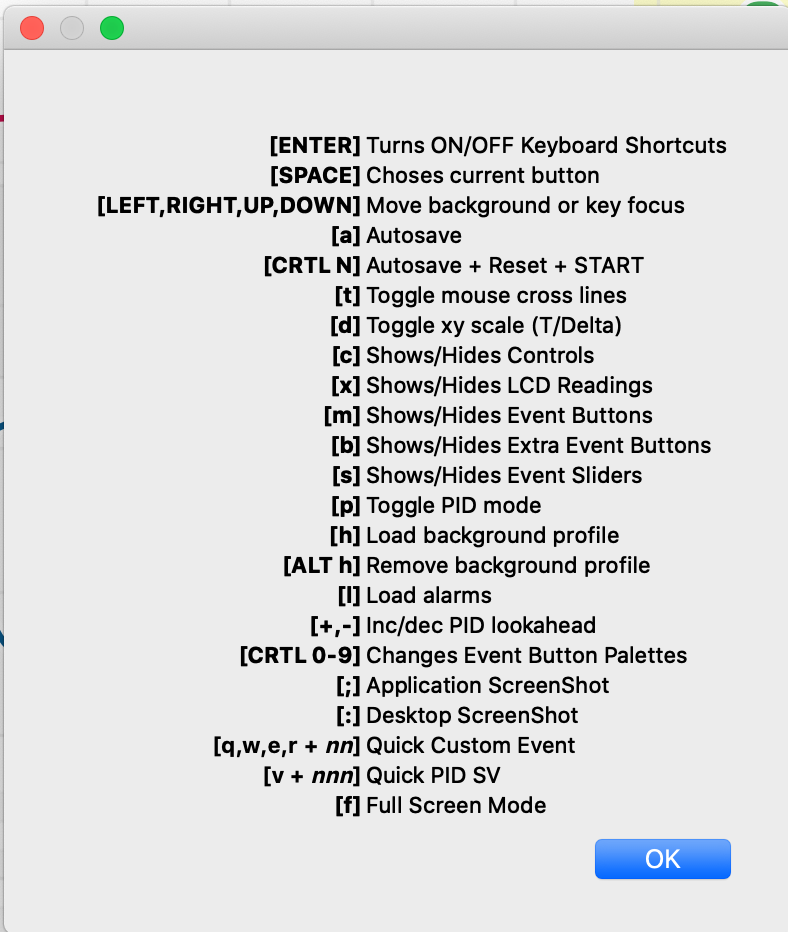 [ENTER] Turns ON/OFF Keyboard Shortcuts
[SPACE] Choses current button
[LEFT,RIGHT,UP,DOWN] Move background or key focus
[a] Autosave
[CRTL N] Autosave + Reset + START
[t] Toggle mouse cross lines
[d] Toggle xy scale (T/Delta)
[c] Shows/Hides Controls
[x] Shows/Hides LCD Readings
[m] Shows/Hides Event Buttons
[b] Shows/Hides Extra Event Buttons
[s] Shows/Hides Event Sliders
[p] Toggle PID mode
[h] Load background profile
[ALT h] Remove background profile
[l] Load alarms
[+,-] Inc/dec PID lookahead
[CRTL 0-9] Changes Event Button Palettes
[;] Application ScreenShot
[:] Desktop ScreenShot
[q,w,e,r + nn] Quick Custom Event
[v + nnn] Quick PID SV
[f] Full Screen Mode
OK